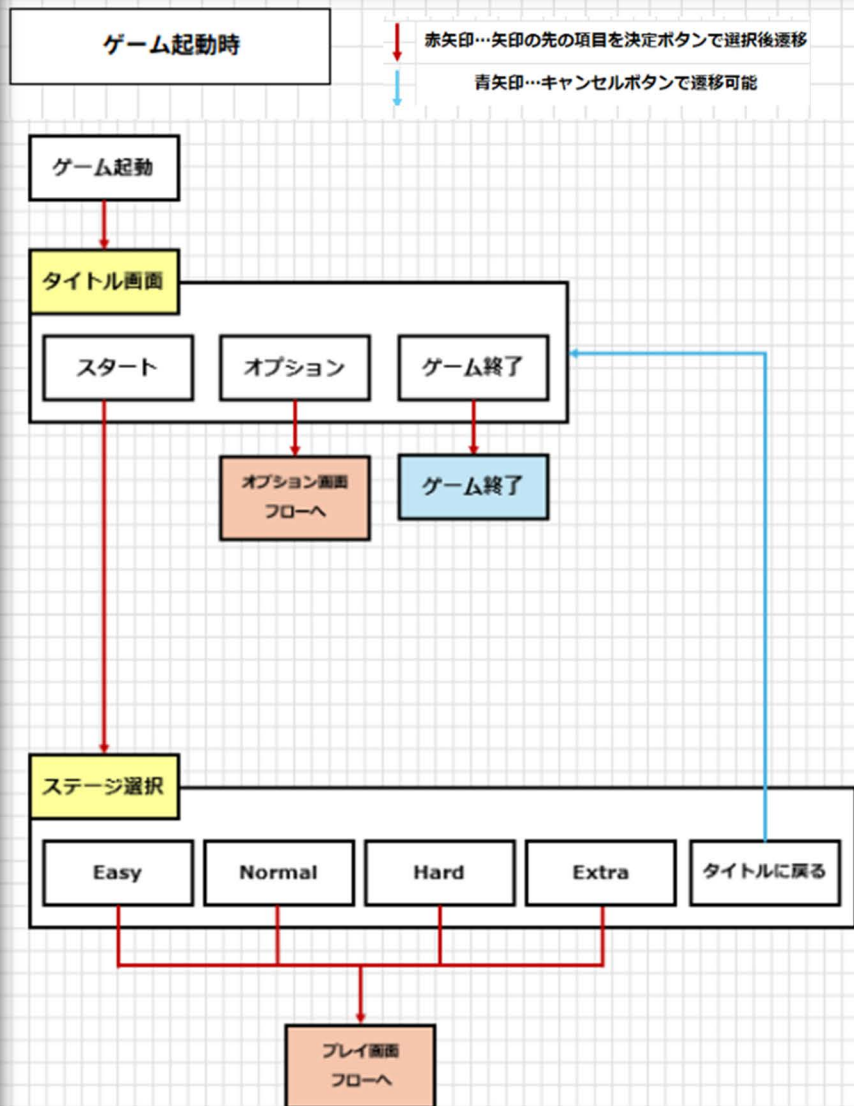 ゲーム起動時
赤矢印…矢印の先の項目を決定ボタンで選択後遷移
青矢印…キャンセルボタンで遷移可能
ゲーム起動
タイトル画面
スタート
オプション
ゲーム終了
オプション画面
フローへ
ゲーム終了
ステージ選択
Easy
Normal
Hard
Extra
タイトルに戻る
プレイ画面
フローへ